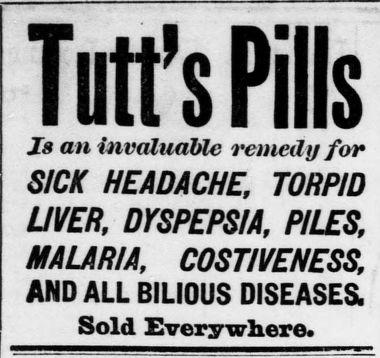 Tutt's Pills
Is an invaluable remedy for
SICK HEADACHE, TORPID
LIVER, DYSPEPSIA, PILES,
MALARIA, COSTIVENESS,
AND ALL BILIOUS DISEASES.
Sold Everywhere.